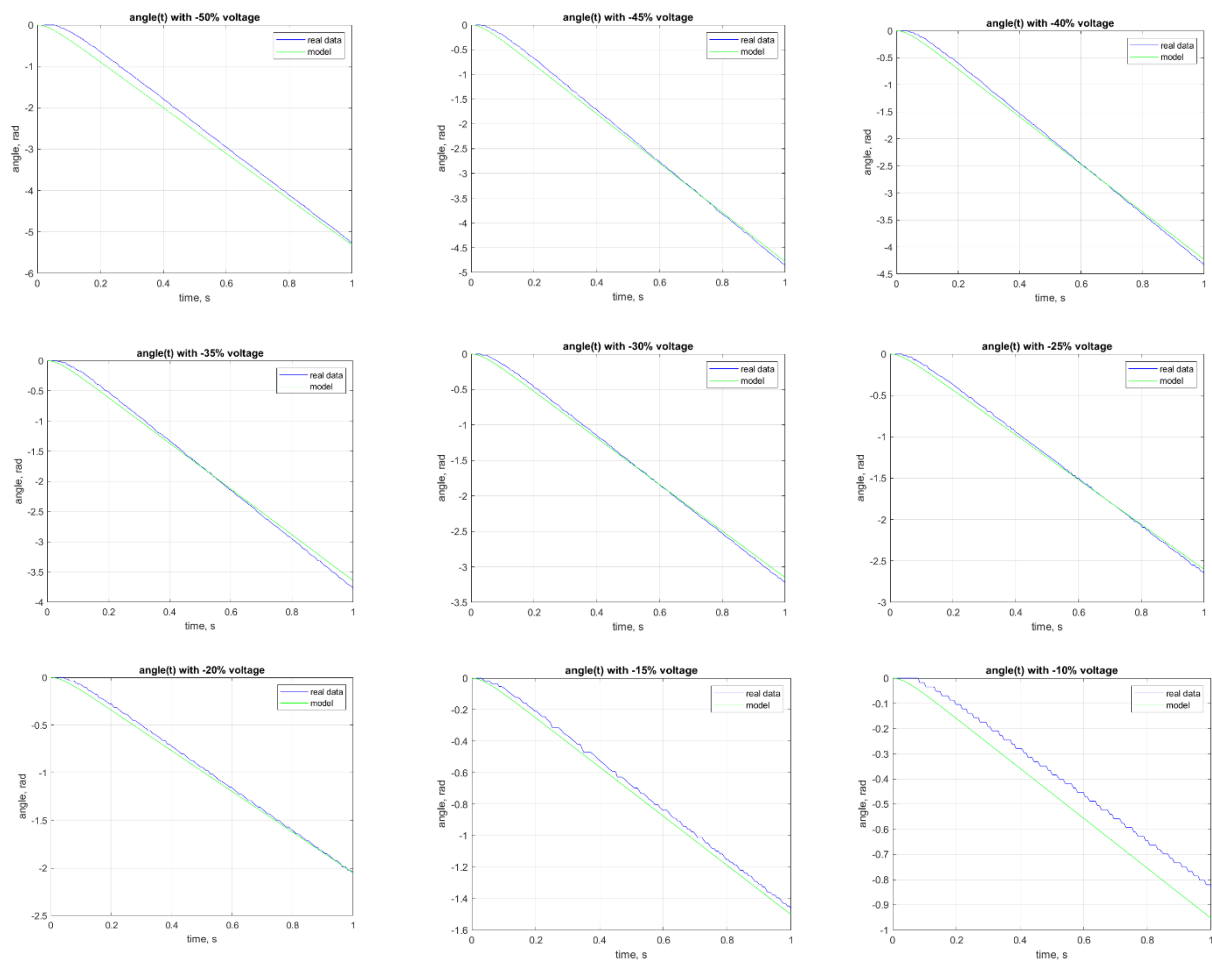 angle(t) with -50% voltage
real data
model
0
-1
-2
-3
-4
-5
-6
angle, rad
0 0.2 0.4 0.6 0.8 1
time, s
angle(t) with -45% voltage
real data
model
0
-0.5
-1
-1.5
-2
-2.5
-3
-3.5
-4
-4.5
-5
angle, rad
0 0.2 0.4 0.6 0.8 1
time, s
angle(t) with -40% voltage
real data
model
0
-0.5
-1
-1.5
-2
-2.5
-3
-3.5
-4
-4.5
angle, rad
0 0.2 0.4 0.6 0.8 1
time, s
angle(t) with -35% voltage
real data
model
0
-0.5
-1
-1.5
-2
-2.5
-3
-3.5
-4
angle, rad
0 0.2 0.4 0.6 0.8 1
time, s
angle(t) with -30% voltage
real data
model
0
-0.5
-1
-1.5
-2
-2.5
-3
-3.5
angle, rad
0 0.2 0.4 0.6 0.8 1
time, s
angle(t) with -25% voltage
real data
model
0
-0.5
-1
-1.5
-2
-2.5
-3
angle, rad
0 0.2 0.4 0.6 0.8 1
time, s
angle(t) with -20% voltage
real data
model
0
-0.5
-1
-1.5
-2
-2.5
angle, rad
0 0.2 0.4 0.6 0.8 1
time, s
angle(t) with -15% voltage
real data
model
0
-0.2
-0.4
-0.6
-0.8
-1
-1.2
-1.4
-1.6
angle, rad
0 0.2 0.4 0.6 0.8 1
time, s
angle(t) with -10% voltage
real data
model
0
-0.1
-0.2
-0.3
-0.4
-0.5
-0.6
-0.7
-0.8
-0.9
-1
angle, rad
0 0.2 0.4 0.6 0.8 1
time, s